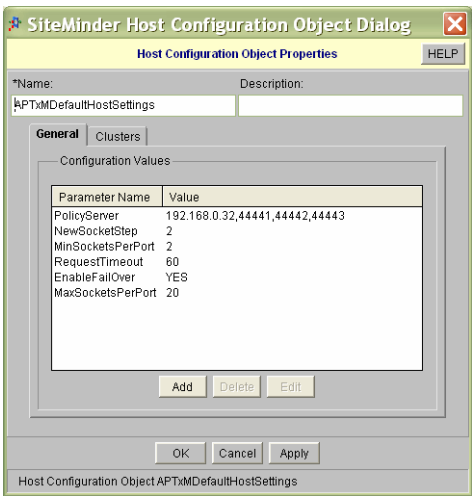 SiteMinder Host Configuration Object Dialog
Host Configuration Object Properties
HELP
*Name:
Description:
APTxMDefaultHostSettings
General
Clusters
Configuration Values
Parameter Name Value
PolicyServer 192.168.0.32,44441,44442,44443
NewSocketStep 2
MinSocketsPerPort 2
RequestTimeout 60
EnableFailOver YES
MaxSocketsPerPort 20
Add Delete Edit
OK Cancel Apply
Host Configuration Object APTxMDefaultHostSettings